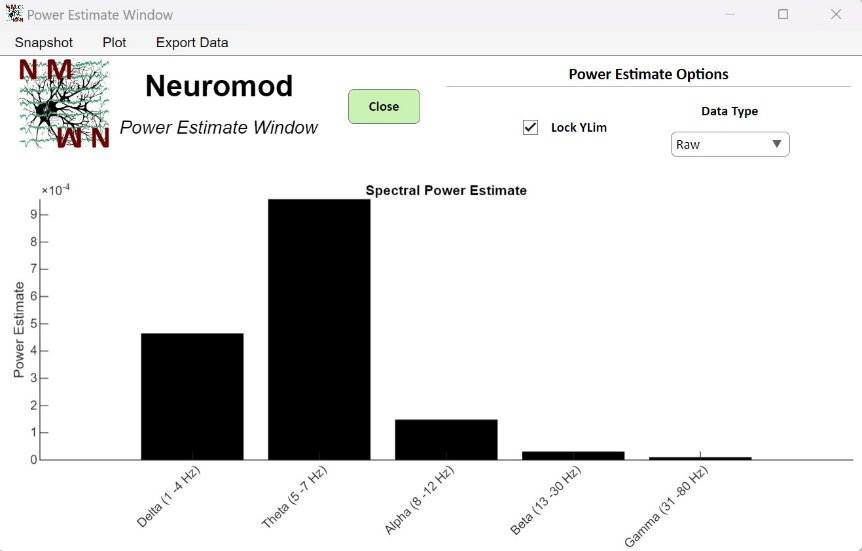 Power Estimate Window
Snapshot Plot Export Data
N M
M N
Neuromod
Power Estimate Window
Close
Power Estimate Options
Lock YLim
Data Type
Raw
Spectral Power Estimate
×10-4
Power Estimate
9
8
7
6
5
4
3
2
1
0
Delta (1 -4 Hz)
Theta (5 -7 Hz)
Alpha (8 -12 Hz)
Beta (13 -30 Hz)
Gamma (31 -80 Hz)